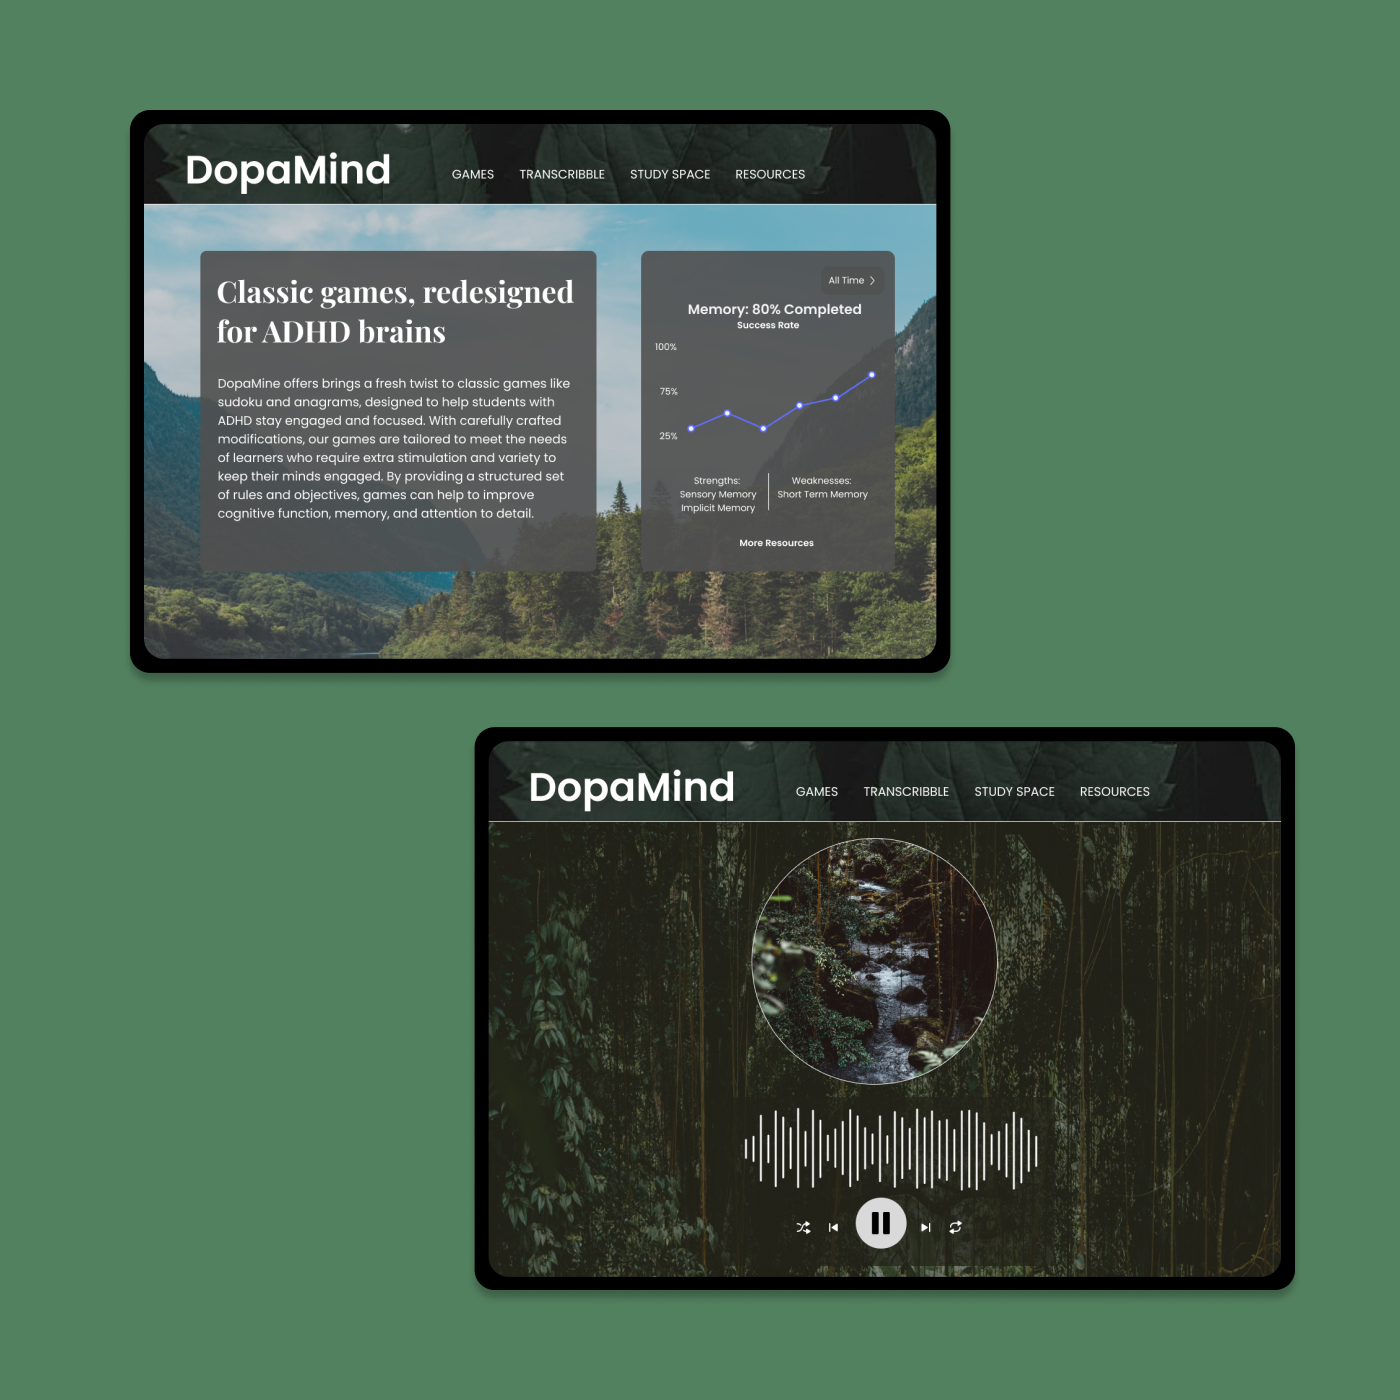 DopaMind
GAMES TRANSCRIBBLE STUDY SPACE RESOURCES
Classic games, redesigned
for ADHD brains
DopaMine offers brings a fresh twist to classic games like
sudoku and anagrams, designed to help students with
ADHD stay engaged and focused. With carefully crafted
modifications, our games are tailored to meet the needs
of learners who require extra stimulation and variety to
keep their minds engaged. By providing a structured set
of rules and objectives, games can help to improve
cognitive function, memory, and attention to detail.
All Time
Memory: 80% Completed
Success Rate
100%
75%
25%
Strengths:
Sensory Memory
Implicit Memory
Weaknesses:
Short Term Memory
More Resources
DopaMind
GAMES TRANSCRIBBLE STUDY SPACE RESOURCES